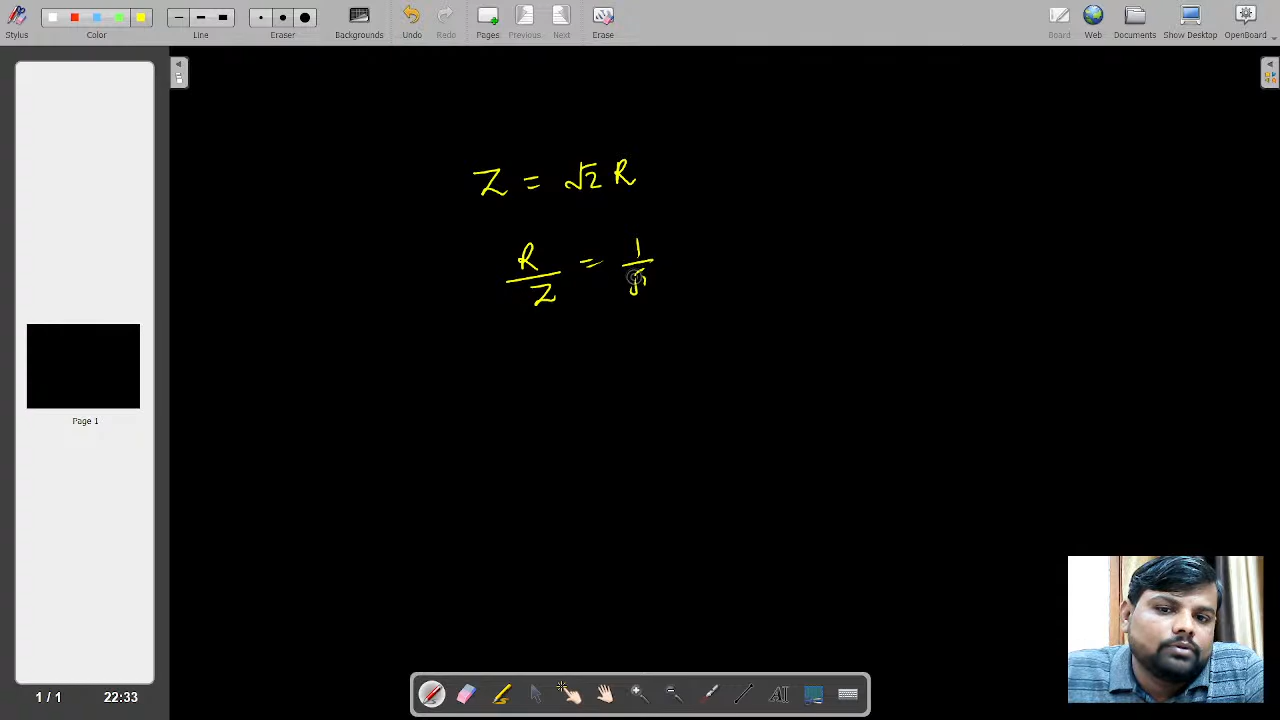 Stylus
Color
Line
Eraser
Backgrounds
Undo
Redo
Pages
Previous
Next
Erase
Board
Web
Documents
Show Desktop
OpenBoard
Z = √2 R
R/Z = 1/√
Page 1
1 / 1
22:33
AI